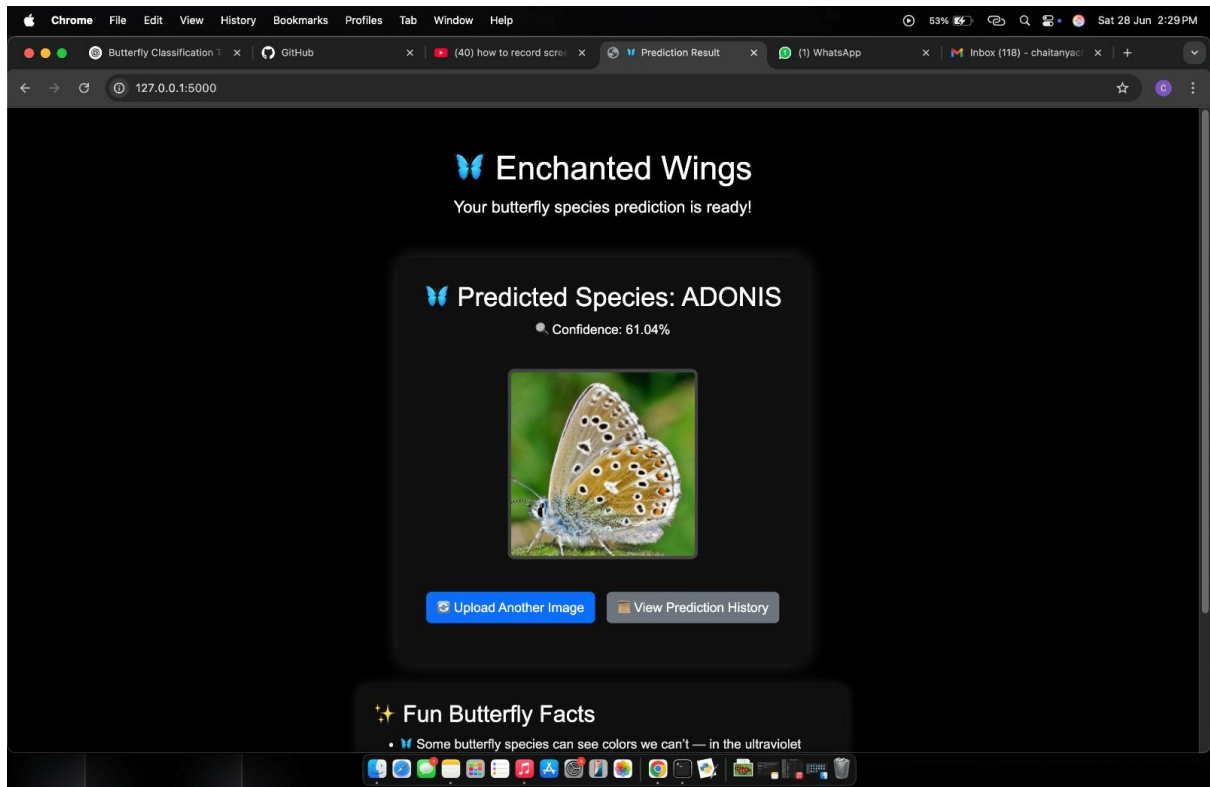 Chrome File Edit View History Bookmarks Profiles Tab Window Help 53% Sat 28 Jun 2:29 PM
Butterfly Classification T GitHub (40) how to record scree Prediction Result (1) WhatsApp Inbox (118) - chaitanyac
127.0.0.1:5000 C
Enchanted Wings
Your butterfly species prediction is ready!
Predicted Species: ADONIS
Confidence: 61.04%
Upload Another Image View Prediction History
Fun Butterfly Facts
• Some butterfly species can see colors we can't — in the ultraviolet